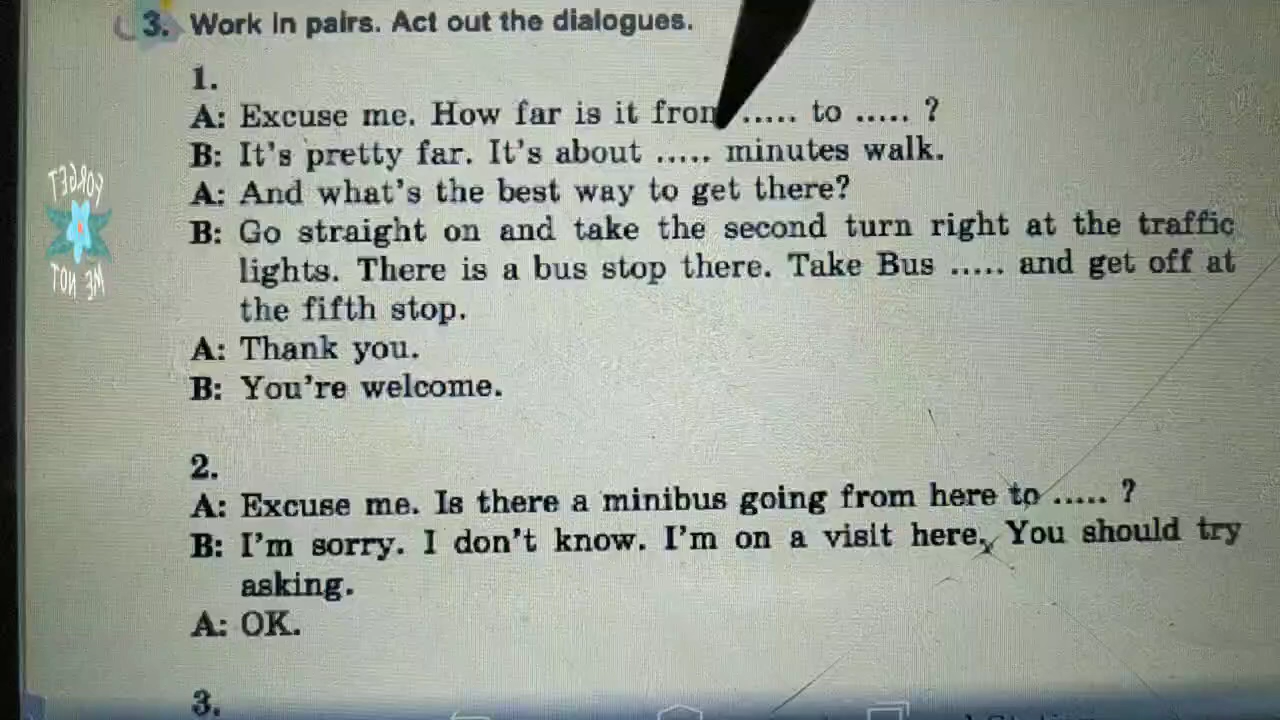 3. Work in pairs. Act out the dialogues.
1.
A: Excuse me. How far is it from ..... to ..... ?
B: It's pretty far. It's about ..... minutes walk.
A: And what's the best way to get there?
B: Go straight on and take the second turn right at the traffic
lights. There is a bus stop there. Take Bus ..... and get off at
the fifth stop.
A: Thank you.
B: You're welcome.
2.
A: Excuse me. Is there a minibus going from here to ..... ?
B: I'm sorry. I don't know. I'm on a visit here. You should try
asking.
A: OK.
3.
FORGET
ME NOT